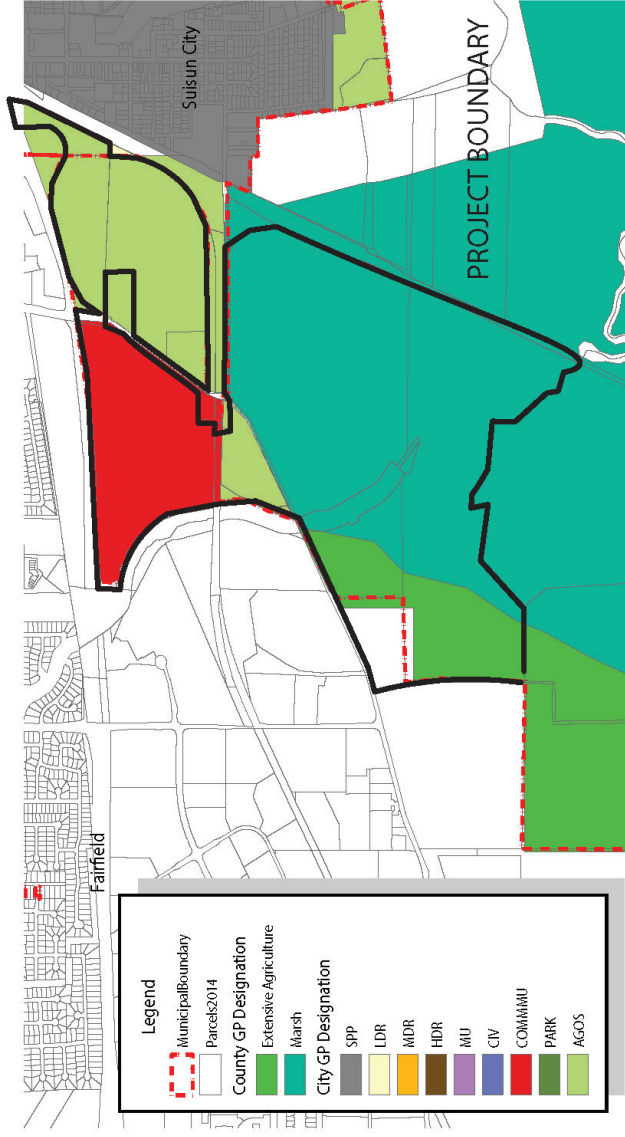 Suisun City
PROJECT BOUNDARY
Fairfield
Legend
MunicipalBoundary
Parcels2014
County GP Designation
Extensive Agriculture
Marsh
City GP Designation
SPP
LDR
MDR
HDR
MU
CIV
COMMMU
PARK
AGOS